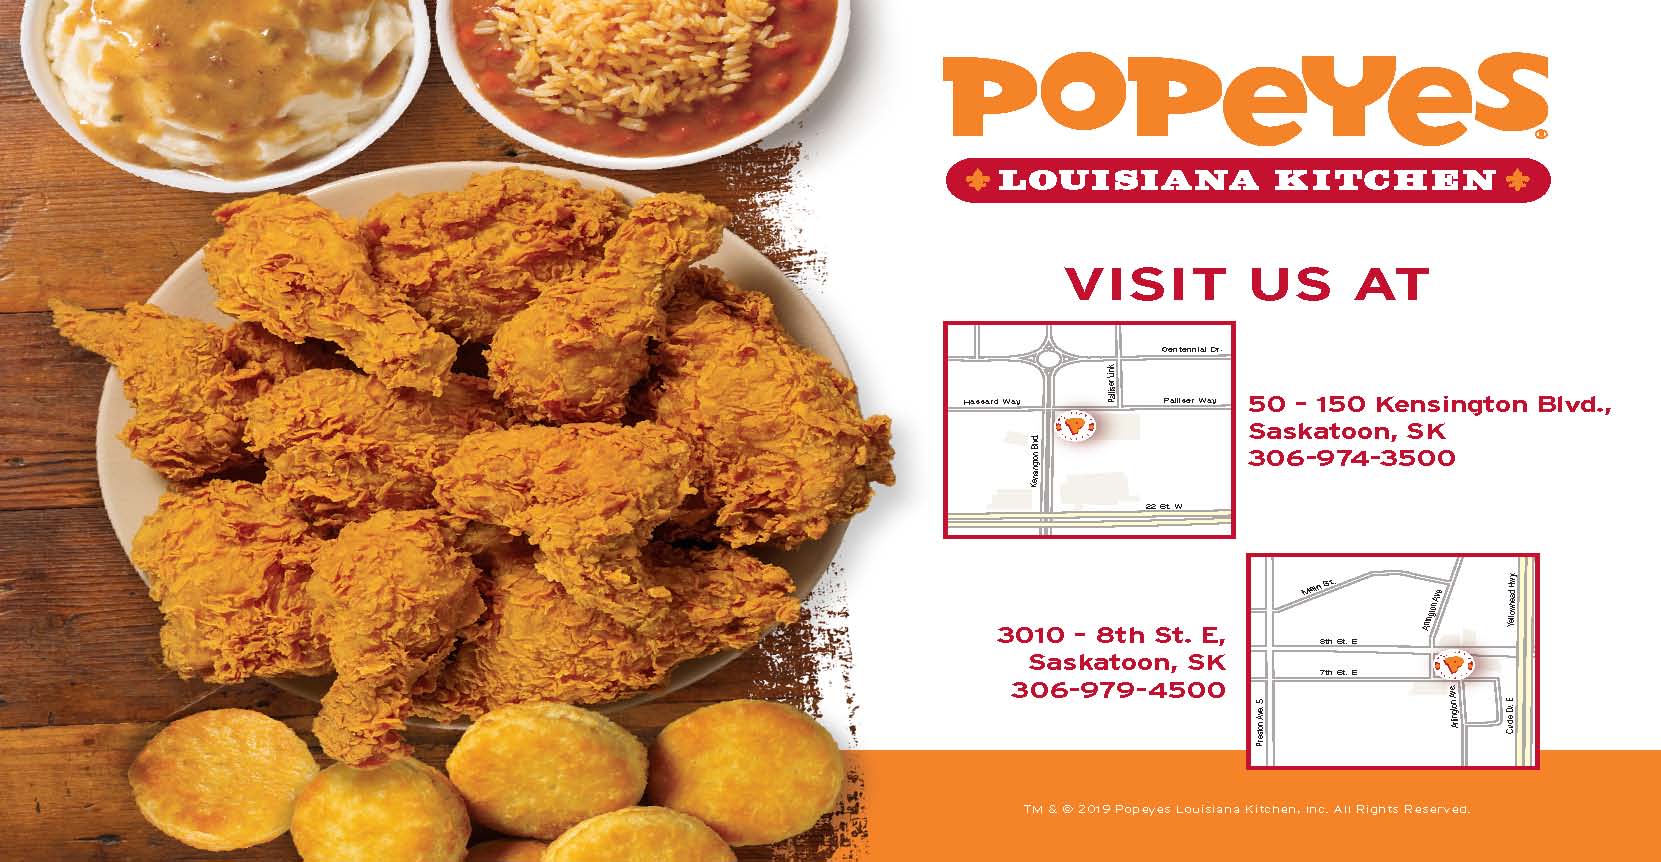 POPEYES®
LOUISIANA KITCHEN
VISIT US AT
Centennial Dr.
Palliser Link
Hassard Way
Palliser Way
Kensington Blvd.
22 St. W
50 - 150 Kensington Blvd.,
Saskatoon, SK
306-974-3500
3010 - 8th St. E,
Saskatoon, SK
306-979-4500
Main St.
Arlington Ave.
Yellowhead Hwy.
8th St. E
7th St. E
Preston Ave. S
Arlington Ave.
Circle Dr. E
TM & © 2019 Popeyes Louisiana Kitchen, Inc. All Rights Reserved.